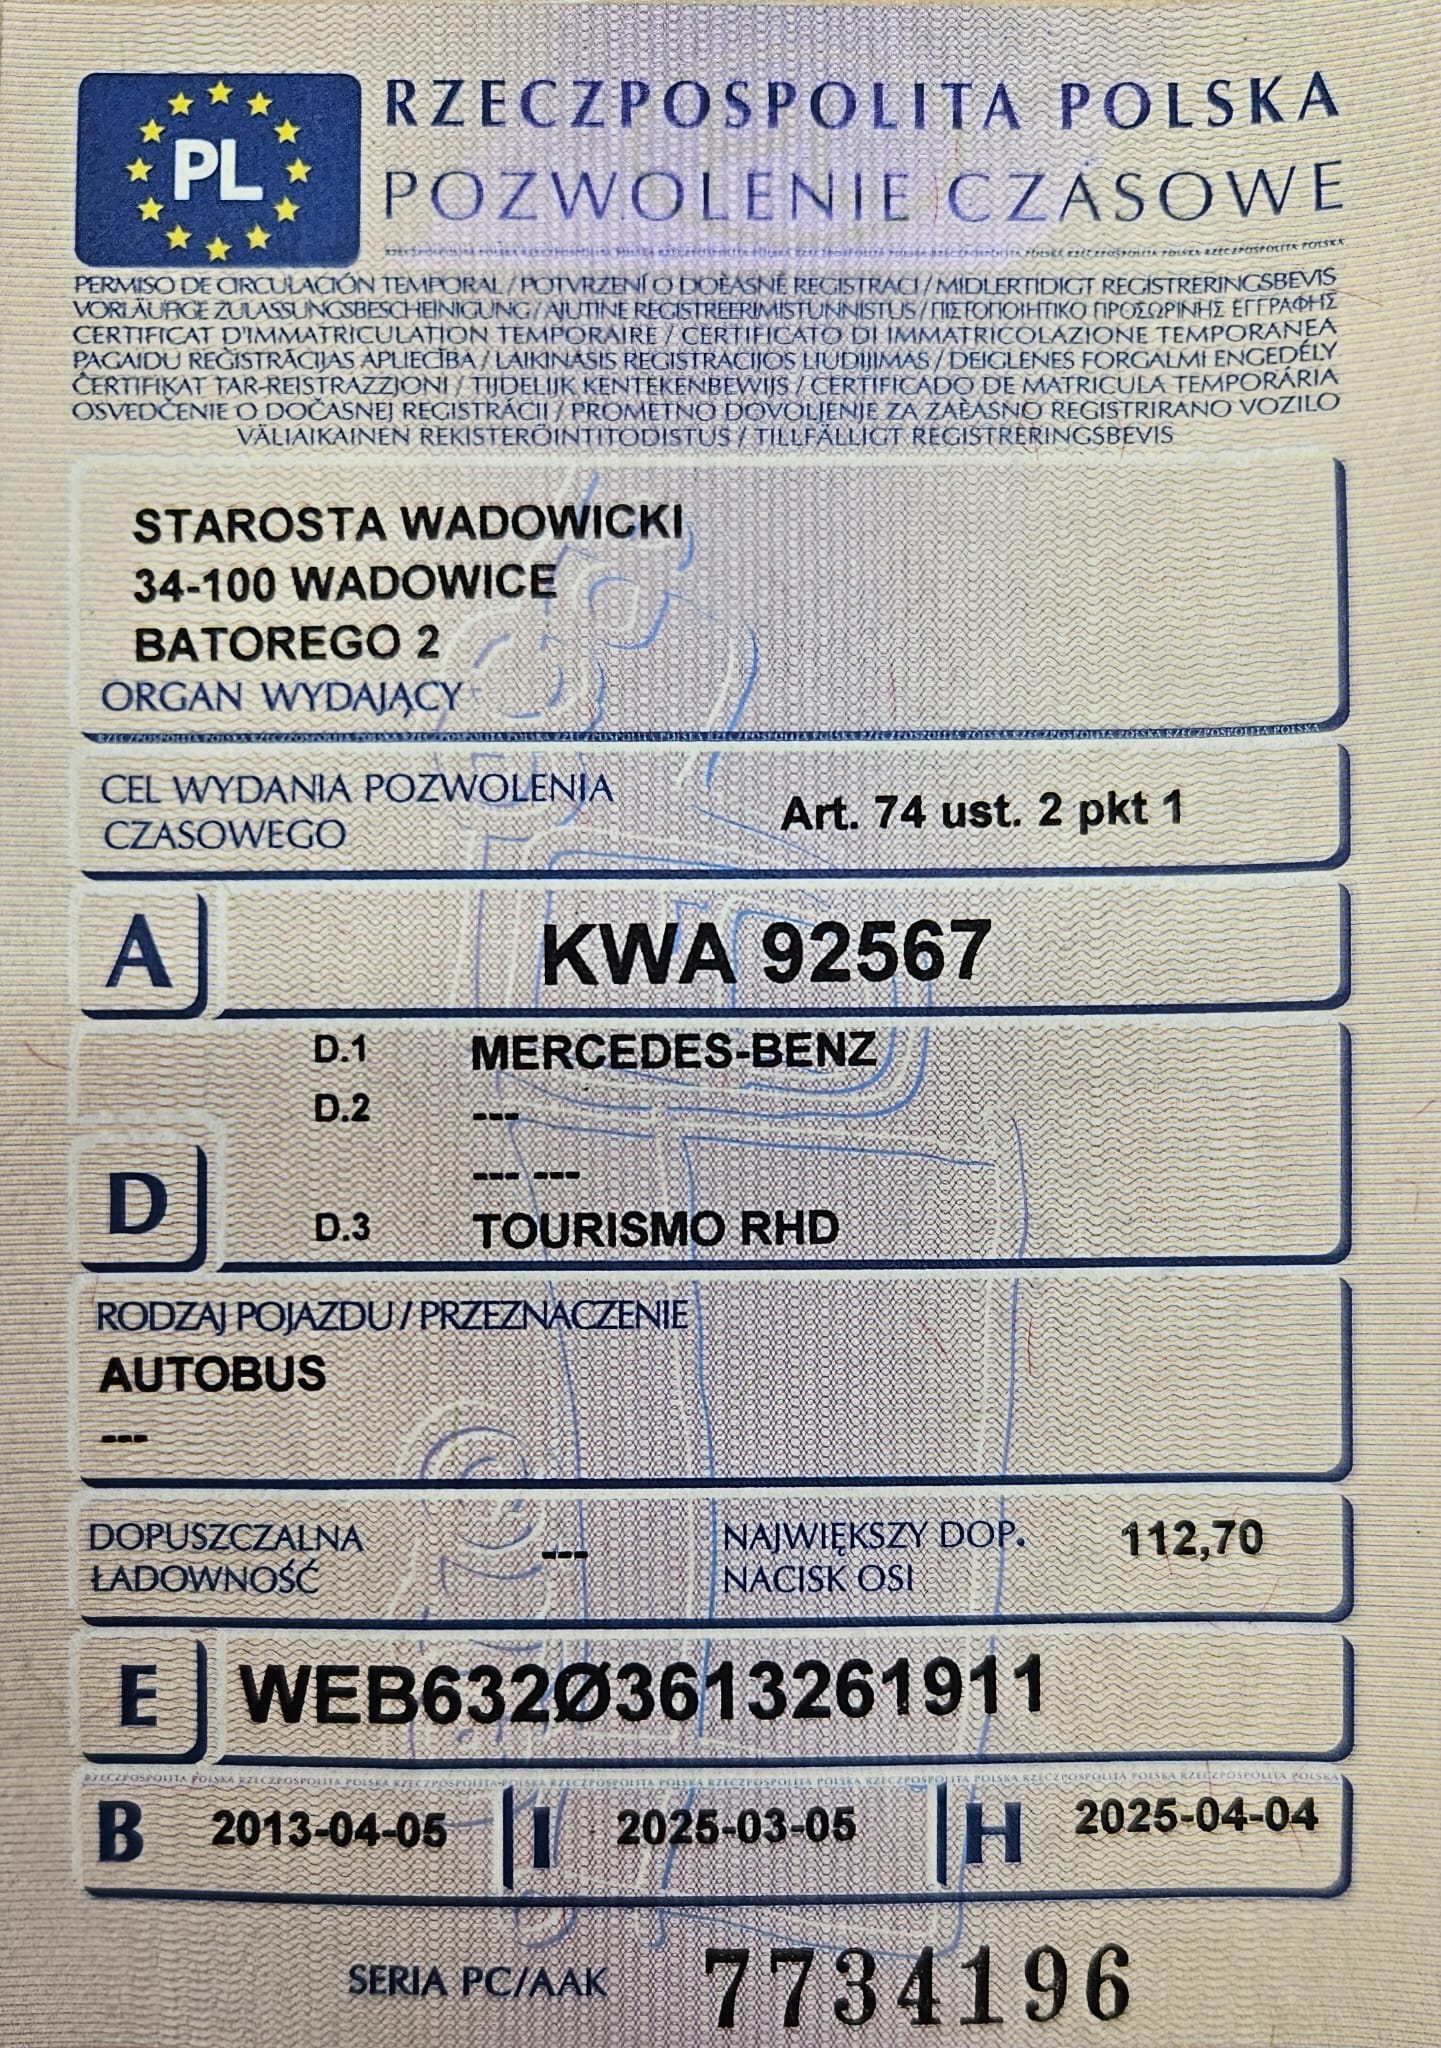 PL
RZECZPOSPOLITA POLSKA
POZWOLENIE CZASOWE
PERMISO DE CIRCULACIÓN TEMPORAL / POTVRZENÍ O DOÈASNÉ REGISTRACI / MIDLERTIDIGT REGISTRERINGSBEVIS
VORLÄUFIGE ZULASSUNGSBESCHEINIGUNG / AJUTINE REGISTREERIMISTUNNISTUS / ΠΙΣΤΟΠΟΙΗΤΙΚΟ ΠΡΟΣΩΡΙΝΗΣ ΕΓΓΡΑΦΗΣ
CERTIFICAT D'IMMATRICULATION TEMPORAIRE / CERTIFICATO DI IMMATRICOLAZIONE TEMPORANEA
PAGAIDU REĢISTRĀCIJAS APLIECĪBA / LAIKINASIS REGISTRACIJOS LIUDIJIMAS / DEIGLENES FORGALMI ENGEDÉLY
ĊERTIFIKAT TAR-REISTRAZZJONI / TIJDELIJK KENTEKENBEWIJS / CERTIFICADO DE MATRICULA TEMPORÁRIA
OSVEDČENIE O DOČASNEJ REGISTRÁCII / PROMETNO DOVOLJENJE ZA ZAÈASNO REGISTRIRANO VOZILO
VÄLIAIKAINEN REKISTERÖINTITODISTUS / TILLFÄLLIGT REGISTRERINGSBEVIS
STAROSTA WADOWICKI
34-100 WADOWICE
BATOREGO 2
ORGAN WYDAJĄCY
CEL WYDANIA POZWOLENIA
CZASOWEGO
Art. 74 ust. 2 pkt 1
A KWA 92567
D.1 MERCEDES-BENZ
D.2 ---
--- ---
D
D.3 TOURISMO RHD
RODZAJ POJAZDU / PRZEZNACZENIE
AUTOBUS
---
DOPUSZCZALNA
ŁADOWNOŚĆ
---
NAJWIĘKSZY DOP.
NACISK OSI
112,70
E WEB632Ø3613261911
B 2013-04-05 I 2025-03-05 H 2025-04-04
SERIA PC/AAK 7734196